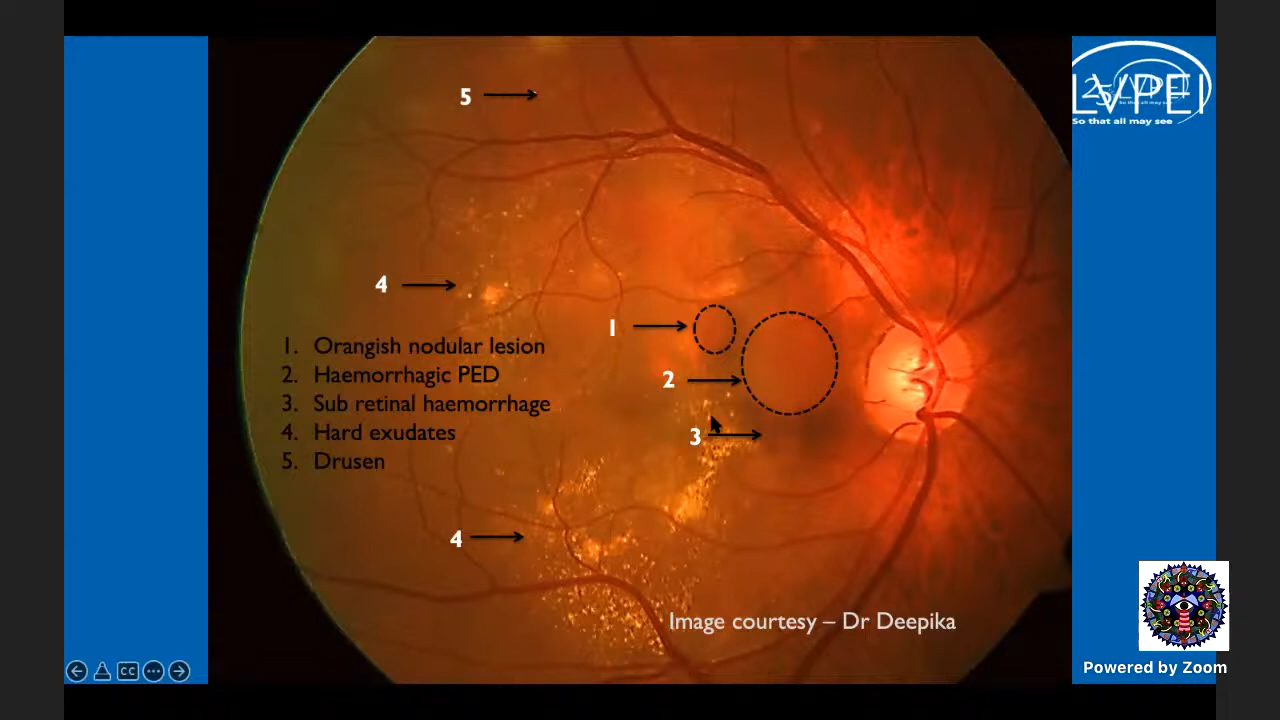 5
LVPEI
So that all may see
4
1
1. Orangish nodular lesion
2. Haemorrhagic PED
3. Sub retinal haemorrhage
4. Hard exudates
5. Drusen
2
3
4
Image courtesy – Dr Deepika
CC
Powered by Zoom